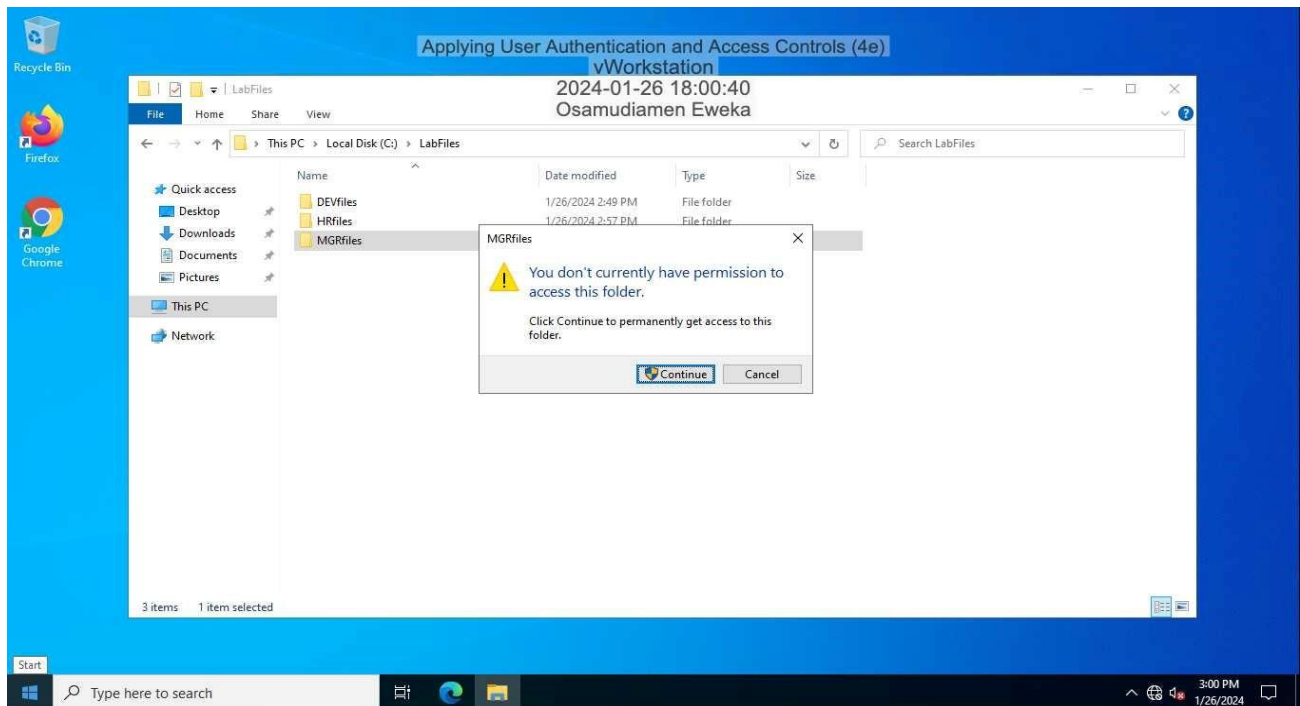 Recycle Bin
Applying User Authentication and Access Controls (4e)
vWorkstation
2024-01-26 18:00:40
Osamudiamen Eweka
LabFiles
File Home Share View
This PC > Local Disk (C:) > LabFiles
Search LabFiles
Firefox
Google
Chrome
Quick access
Desktop
Downloads
Documents
Pictures
This PC
Network
Name Date modified Type Size
DEVfiles 1/26/2024 2:49 PM File folder
HRfiles 1/26/2024 2:57 PM File folder
MGRfiles
MGRfiles
You don't currently have permission to
access this folder.
Click Continue to permanently get access to this
folder.
Continue Cancel
3 items 1 item selected
Start
Type here to search
3:00 PM
1/26/2024